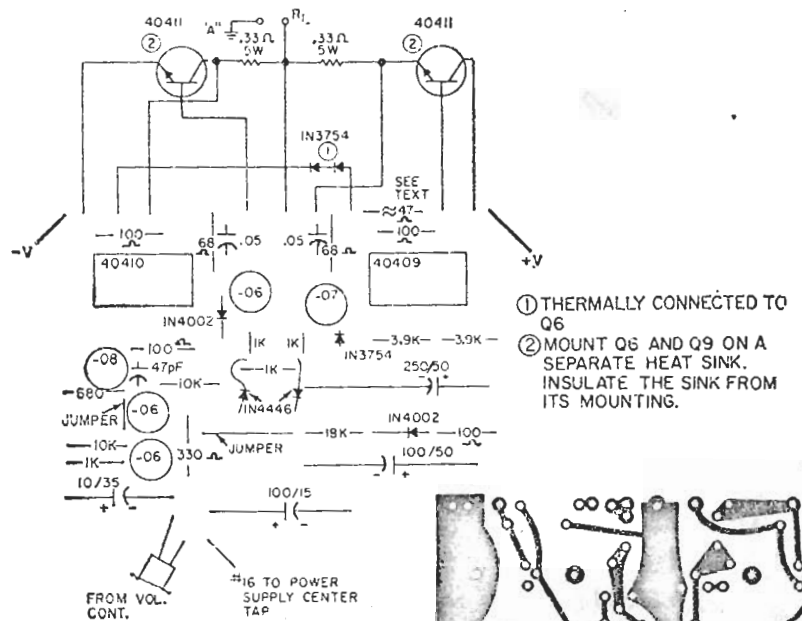 40411
"A"
RL
40411
②
.33Ω
5W
.33Ω
5W
②
1N3754
①
SEE
TEXT
≈47
Ω
-V
100
Ω
68
Ω
.05
.05
68
Ω
100
Ω
+V
40410
40409
-06
-07
1N4002
① THERMALLY CONNECTED TO
Q6
② MOUNT Q6 AND Q9 ON A
SEPARATE HEAT SINK.
INSULATE THE SINK FROM
ITS MOUNTING.
100
Ω
1K
1K
1N3754
3.9K
3.9K
-08
47pF
10K
1K
250/50
- +
680
JUMPER
-06
1N4446
1N4002
10K
1K
-06
330Ω
JUMPER
18K
100
Ω
100/50
- +
10/35
+ -
100/15
+ -
FROM VOL.
CONT.
#16 TO POWER
SUPPLY CENTER
TAP